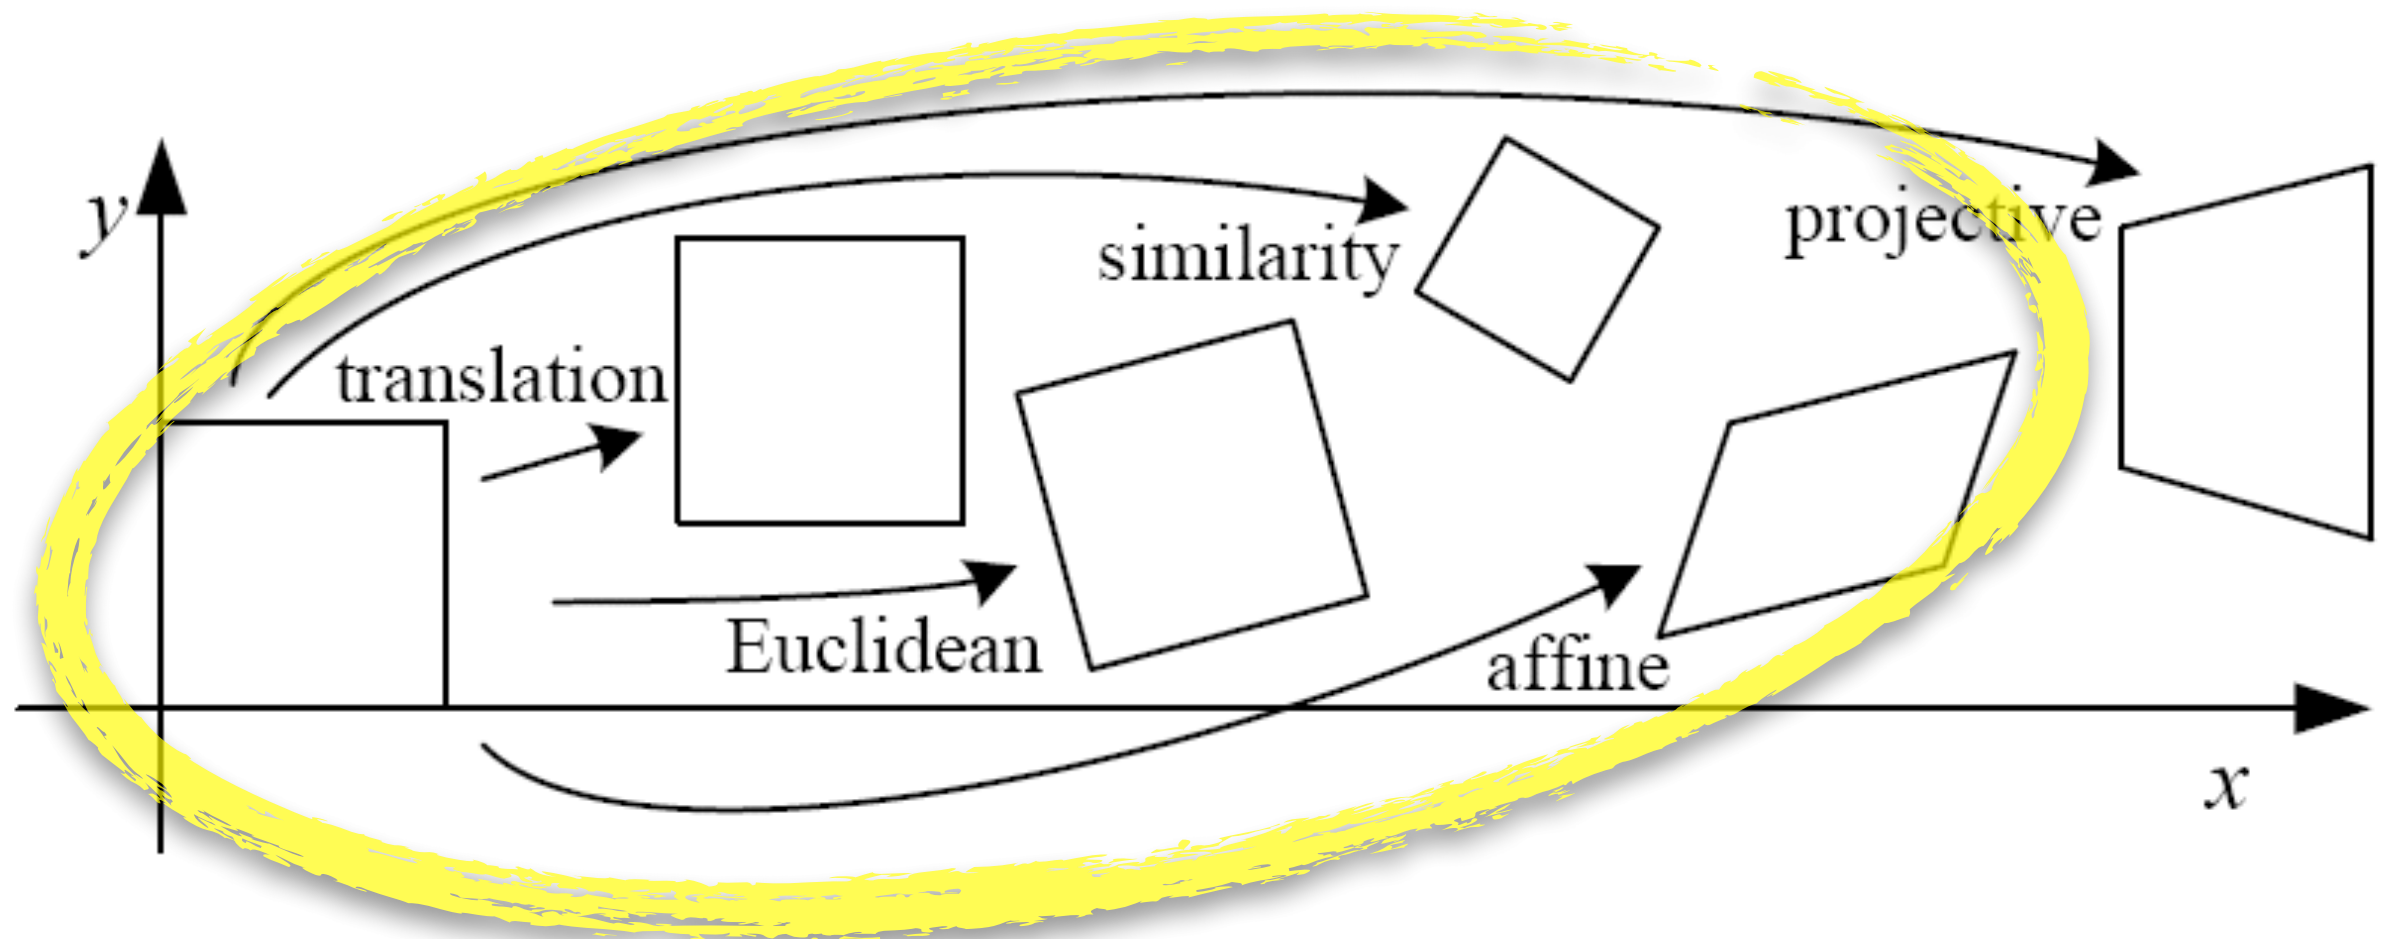 y
similarity
projective
translation
Euclidean
affine
x